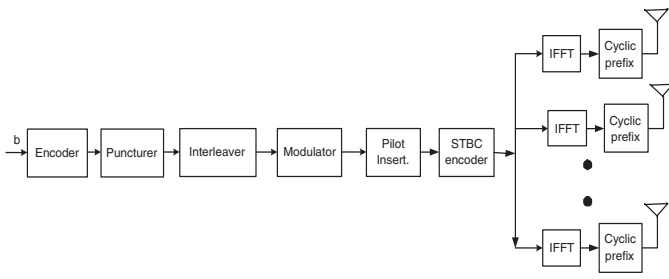 b
Encoder
Puncturer
Interleaver
Modulator
Pilot
Insert.
STBC
encoder
IFFT
Cyclic
prefix
IFFT
Cyclic
prefix
IFFT
Cyclic
prefix